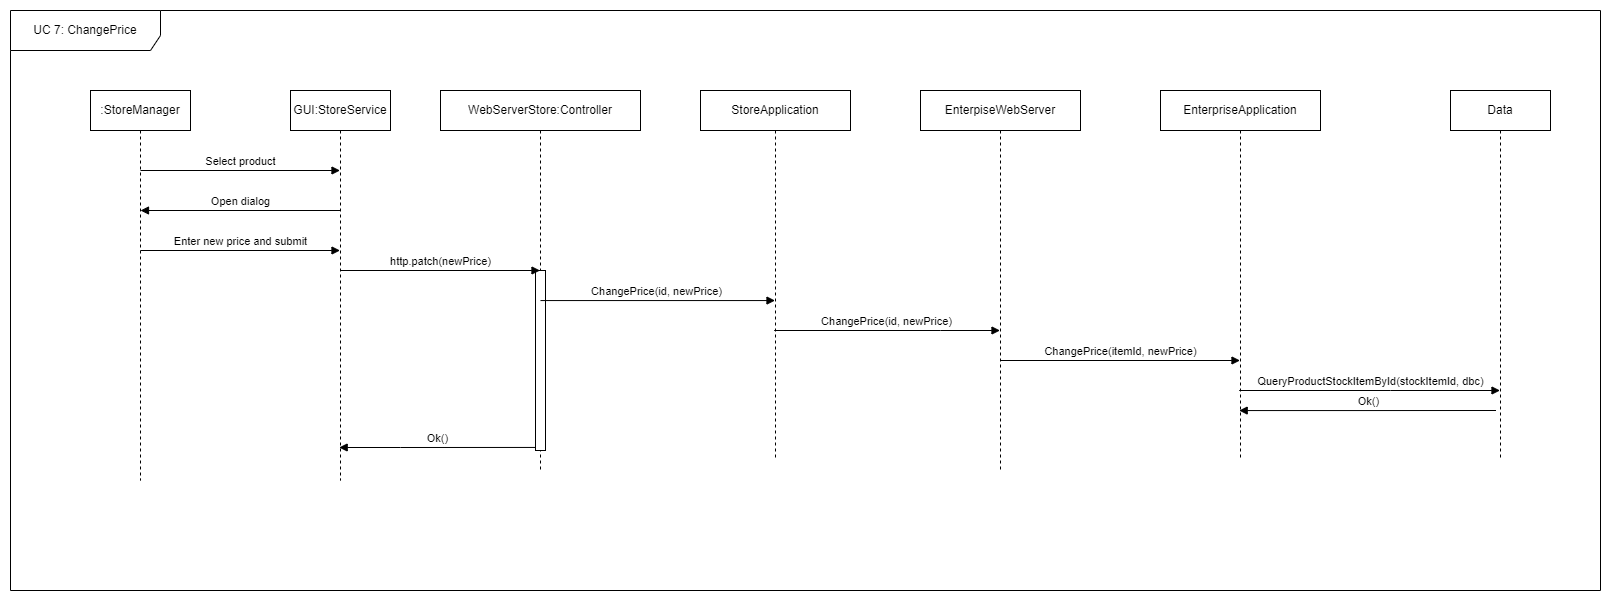 UC 7: ChangePrice
:StoreManager
GUI:StoreService
WebServerStore:Controller
StoreApplication
EnterpiseWebServer
EnterpriseApplication
Data
Select product
Open dialog
Enter new price and submit
http.patch(newPrice)
ChangePrice(id, newPrice)
ChangePrice(id, newPrice)
ChangePrice(itemId, newPrice)
QueryProductStockItemById(stockItemId, dbc)
Ok()
Ok()